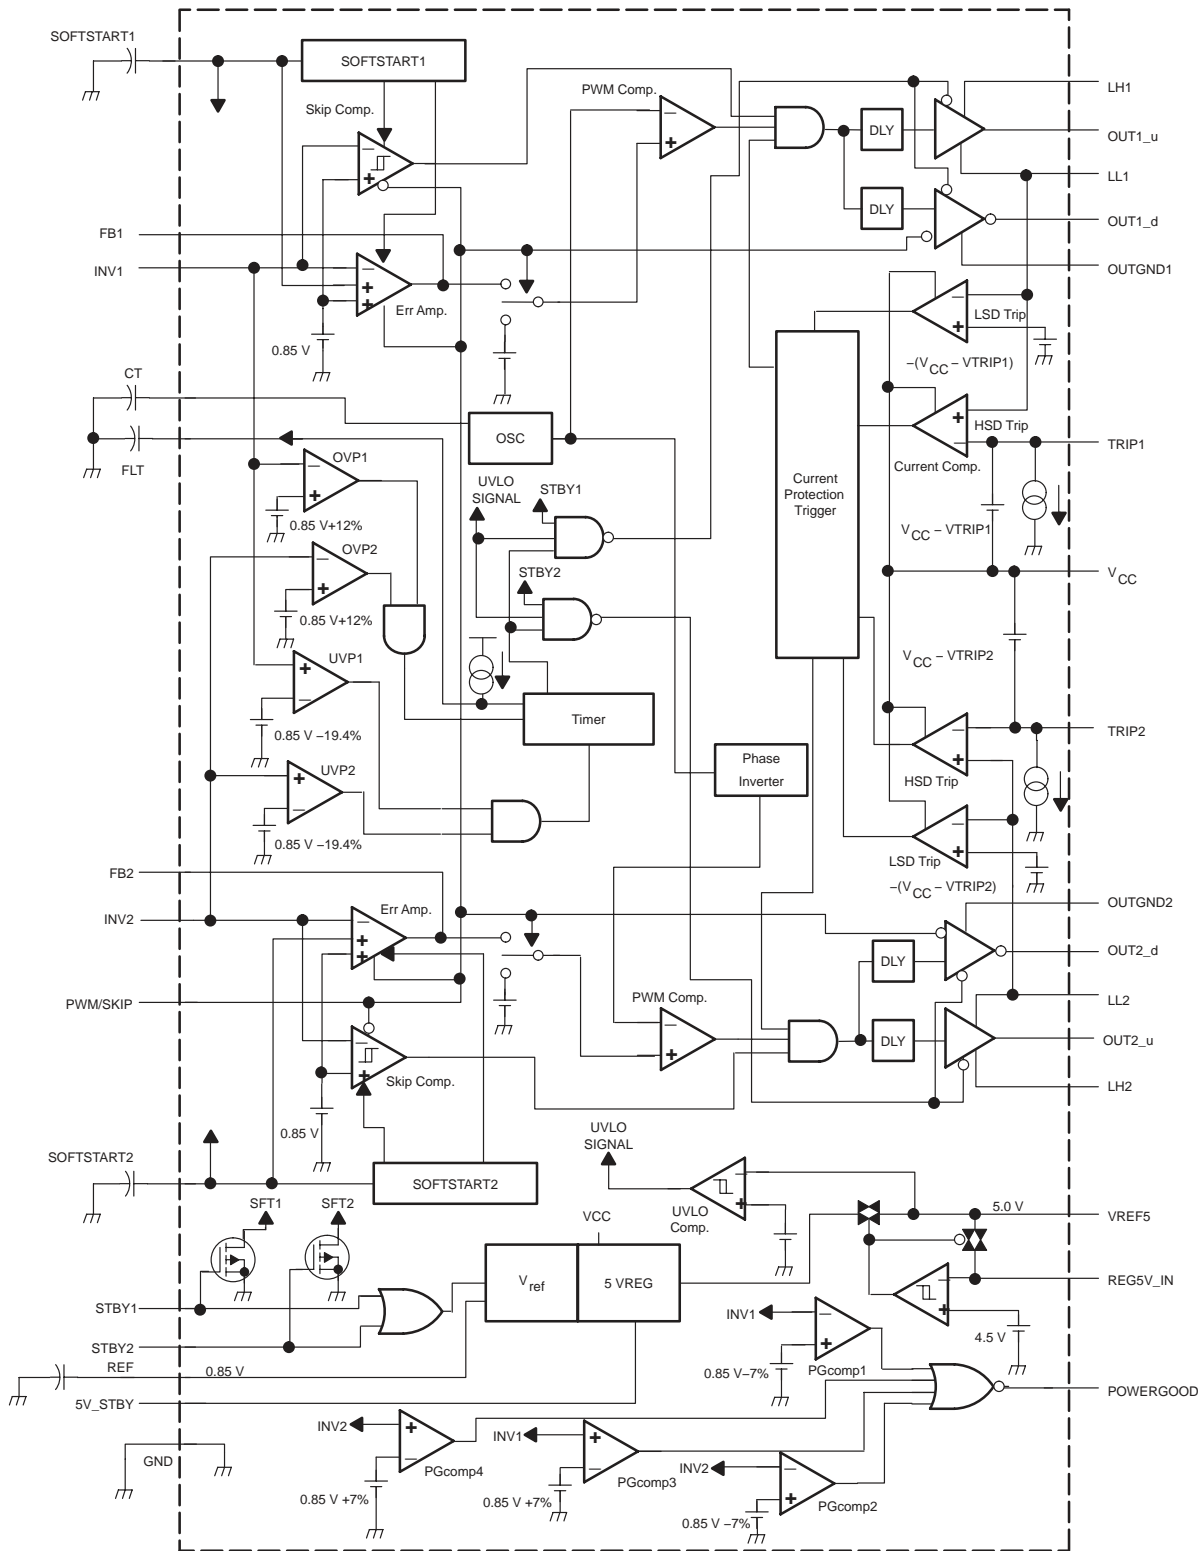 SOFTSTART1
SOFTSTART1
Skip Comp.
PWM Comp.
LH1
DLY
OUT1_u
LL1
DLY
OUT1_d
FB1
INV1
OUTGND1
Err Amp.
LSD Trip
0.85 V
−(VCC − VTRIP1)
CT
HSD Trip
OSC
TRIP1
FLT
OVP1
Current Comp.
UVLO
SIGNAL
STBY1
Current
Protection
Trigger
0.85 V+12%
VCC − VTRIP1
OVP2
STBY2
VCC
0.85 V+12%
UVP1
VCC − VTRIP2
Timer
TRIP2
0.85 V −19.4%
Phase
Inverter
UVP2
HSD Trip
0.85 V −19.4%
LSD Trip
FB2
−(VCC − VTRIP2)
OUTGND2
Err Amp.
INV2
DLY
OUT2_d
PWM/SKIP
PWM Comp.
LL2
DLY
OUT2_u
Skip Comp.
LH2
0.85 V
UVLO
SIGNAL
SOFTSTART2
SOFTSTART2
SFT1
SFT2
VCC
UVLO
Comp.
5.0 V
VREF5
Vref
5 VREG
REG5V_IN
STBY1
INV1
4.5 V
STBY2
REF
0.85 V
0.85 V−7%
PGcomp1
POWERGOOD
5V_STBY
INV2
INV1
GND
PGcomp4
PGcomp3
INV2
0.85 V +7%
0.85 V +7%
PGcomp2
0.85 V −7%